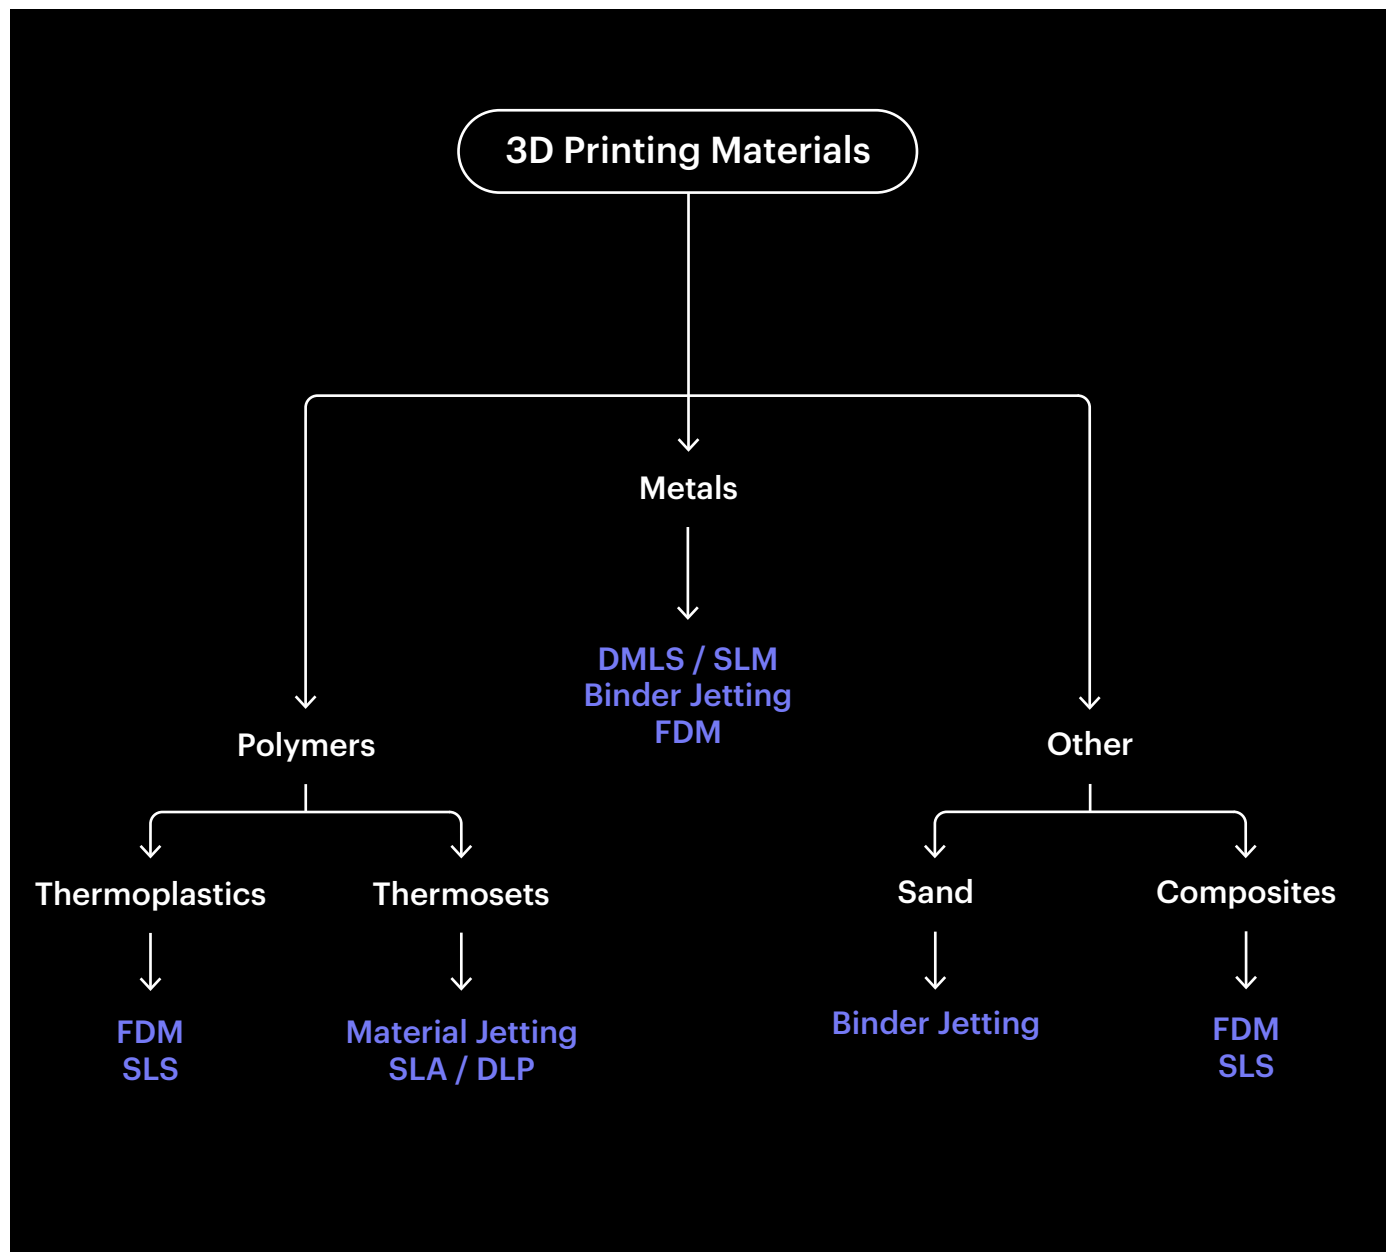 3D Printing Materials
Metals
DMLS / SLM
Binder Jetting
FDM
Polymers
Other
Thermoplastics
Thermosets
Sand
Composites
FDM
SLS
Material Jetting
SLA / DLP
Binder Jetting
FDM
SLS